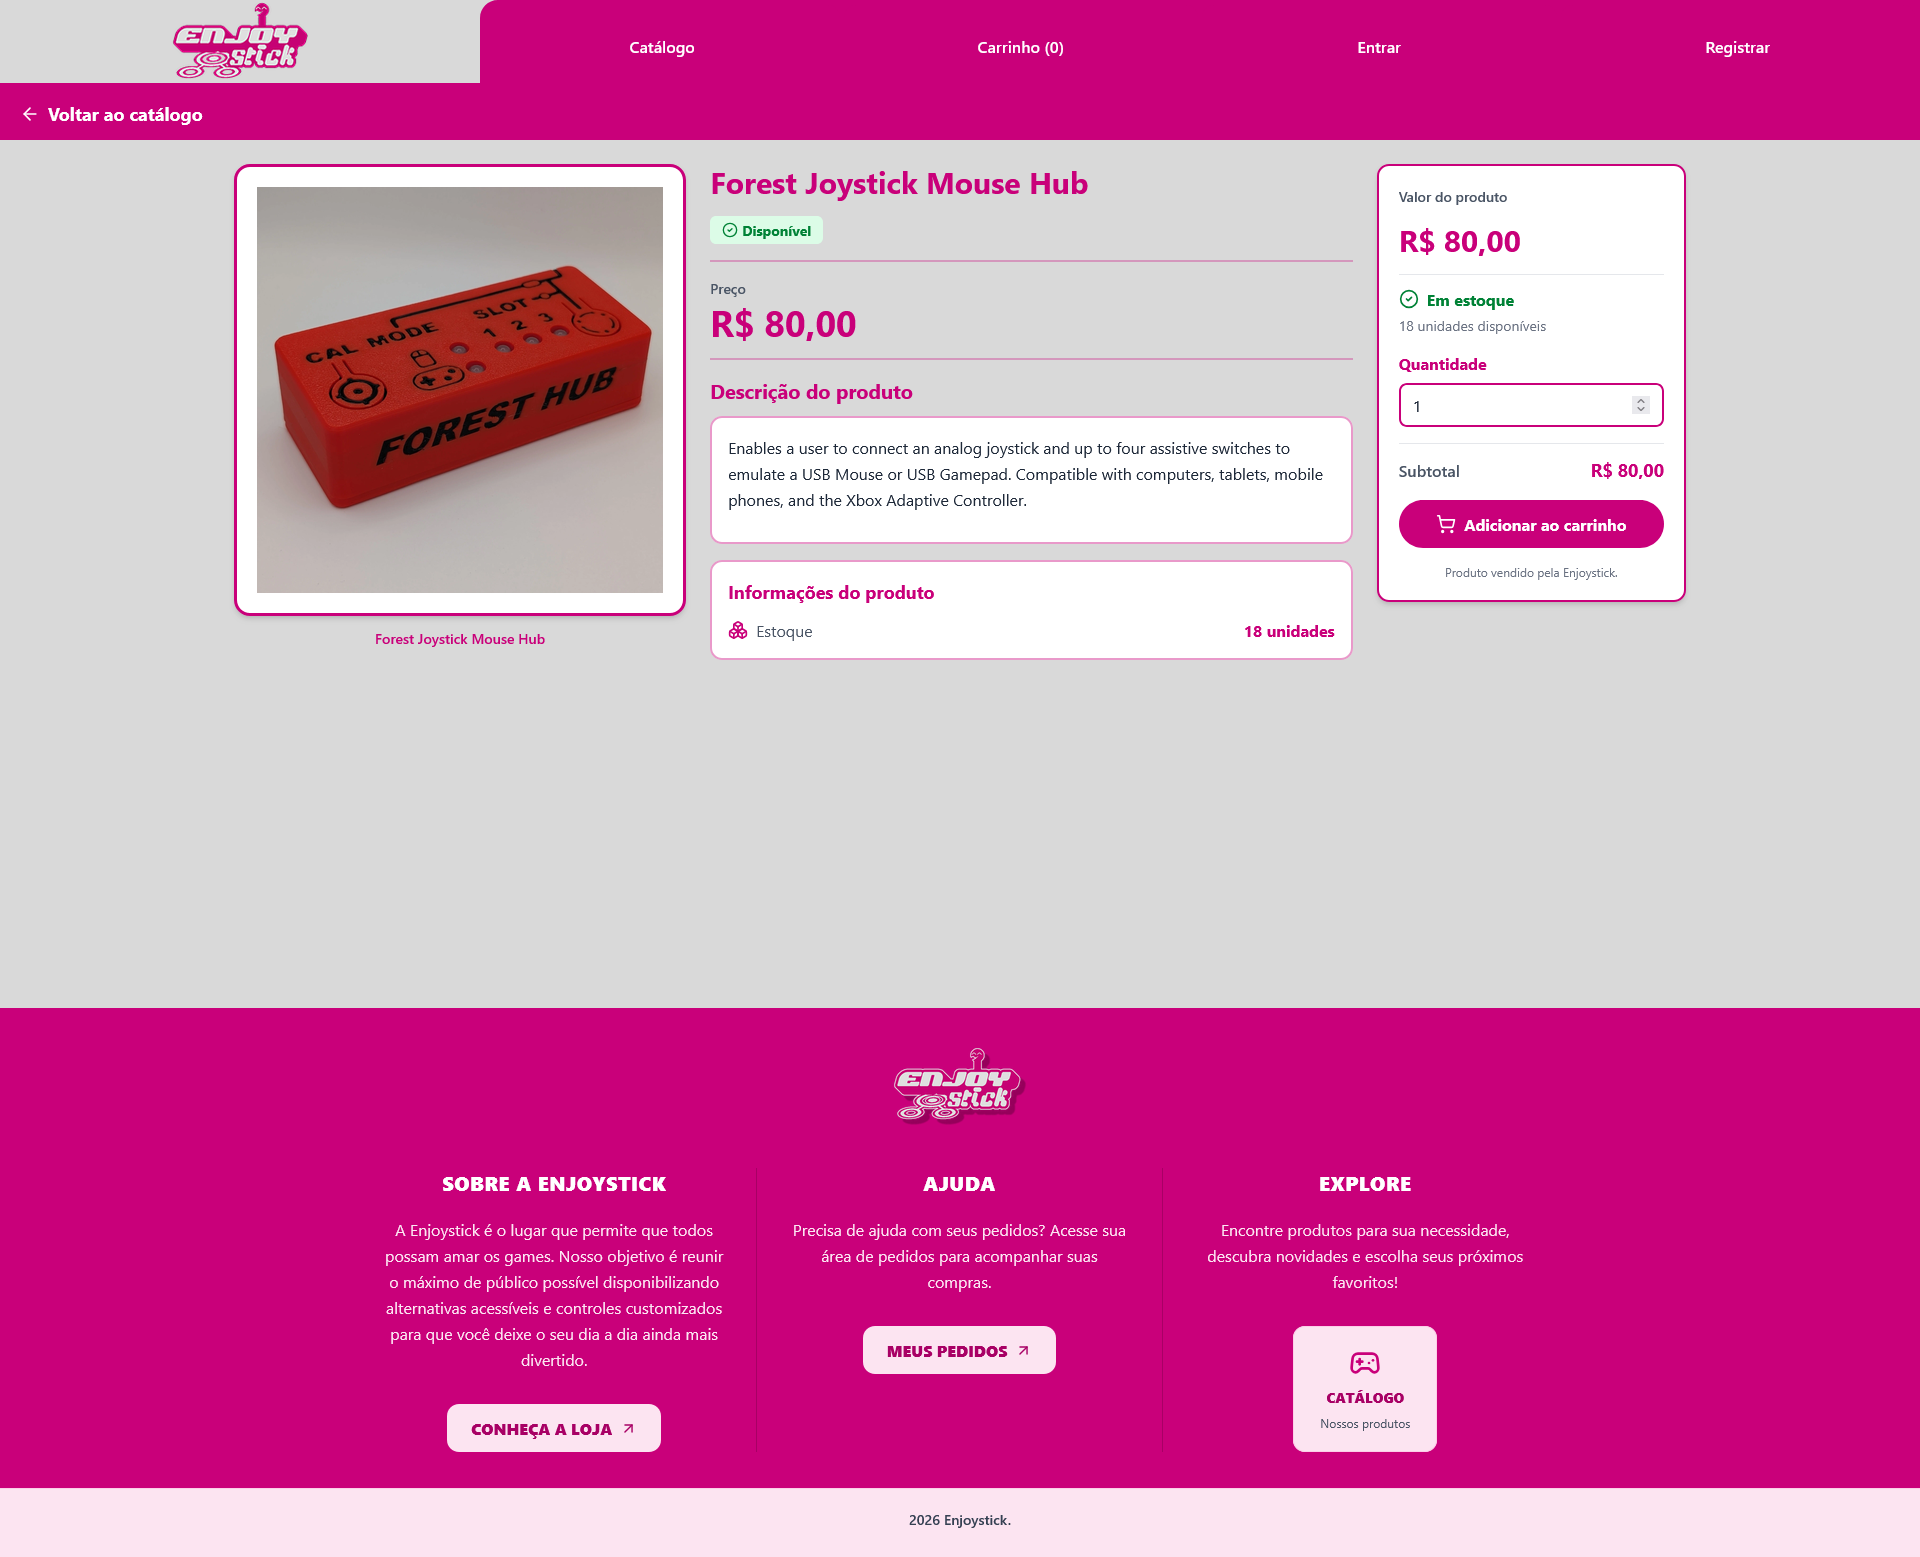 ENJOY
stick
Catálogo
Carrinho (0)
Entrar
Registrar
Voltar ao catálogo
CAL MODE
SLOT
1 2 3
FOREST HUB
Forest Joystick Mouse Hub
Forest Joystick Mouse Hub
Disponível
Preço
R$ 80,00
Descrição do produto
Enables a user to connect an analog joystick and up to four assistive switches to
emulate a USB Mouse or USB Gamepad. Compatible with computers, tablets, mobile
phones, and the Xbox Adaptive Controller.
Informações do produto
Estoque
18 unidades
Valor do produto
R$ 80,00
Em estoque
18 unidades disponíveis
Quantidade
1
Subtotal
R$ 80,00
Adicionar ao carrinho
Produto vendido pela Enjoystick.
ENJOY
stick
SOBRE A ENJOYSTICK
A Enjoystick é o lugar que permite que todos
possam amar os games. Nosso objetivo é reunir
o máximo de público possível disponibilizando
alternativas acessíveis e controles customizados
para que você deixe o seu dia a dia ainda mais
divertido.
CONHEÇA A LOJA
AJUDA
Precisa de ajuda com seus pedidos? Acesse sua
área de pedidos para acompanhar suas
compras.
MEUS PEDIDOS
EXPLORE
Encontre produtos para sua necessidade,
descubra novidades e escolha seus próximos
favoritos!
CATÁLOGO
Nossos produtos
2026 Enjoystick.